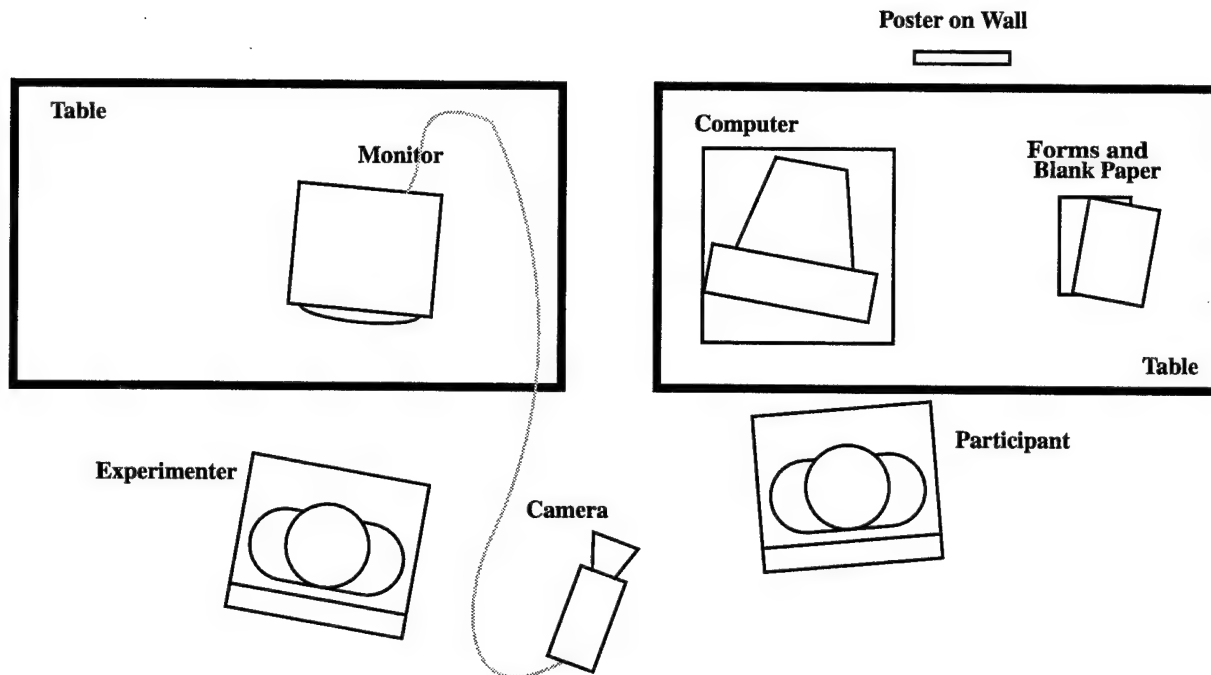 Poster on Wall
Table
Computer
Monitor
Forms and
Blank Paper
Table
Participant
Experimenter
Camera